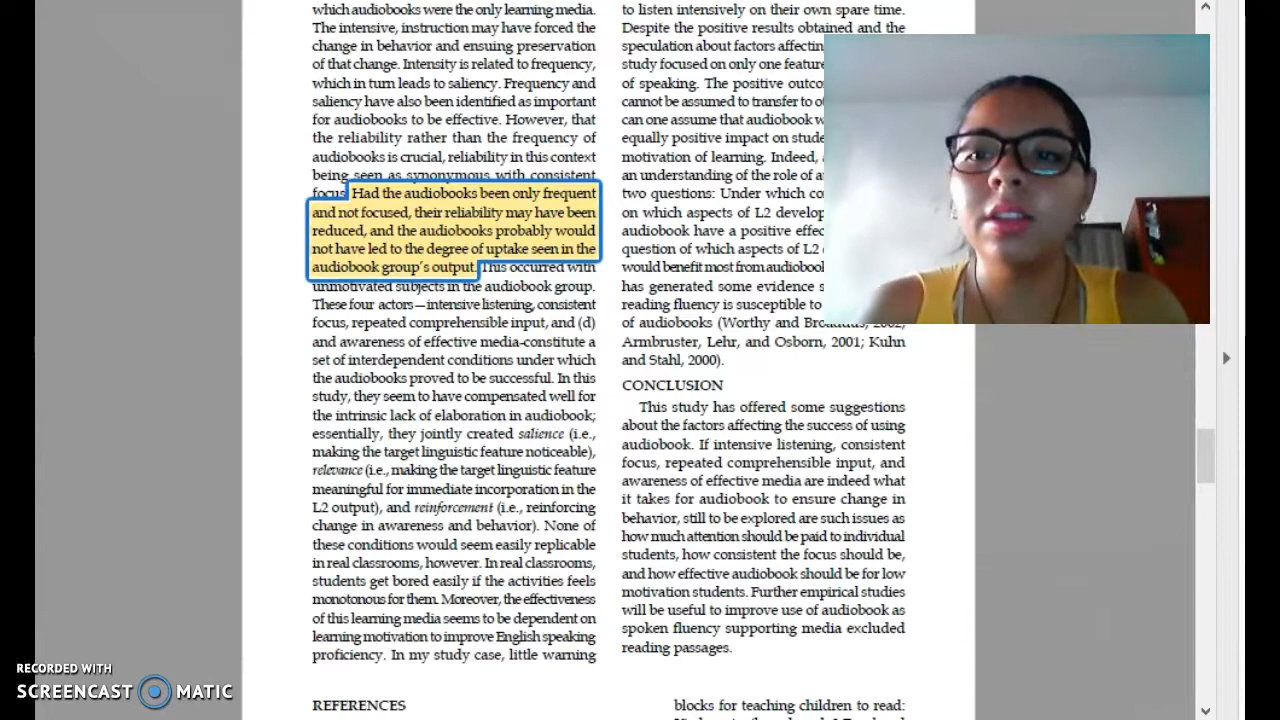 which audiobooks were the only learning media.
The intensive, instruction may have forced the
change in behavior and ensuing preservation
of that change. Intensity is related to frequency,
which in turn leads to saliency. Frequency and
saliency have also been identified as important
for audiobooks to be effective. However, that
the reliability rather than the frequency of
audiobooks is crucial, reliability in this context
being seen as synonymous with consistent
focus. Had the audiobooks been only frequent
and not focused, their reliability may have been
reduced, and the audiobooks probably would
not have led to the degree of uptake seen in the
audiobook group's output. This occurred with
unmotivated subjects in the audiobook group.
These four actors—intensive listening, consistent
focus, repeated comprehensible input, and (d)
and awareness of effective media-constitute a
set of interdependent conditions under which
the audiobooks proved to be successful. In this
study, they seem to have compensated well for
the intrinsic lack of elaboration in audiobook;
essentially, they jointly created salience (i.e.,
making the target linguistic feature noticeable),
relevance (i.e., making the target linguistic feature
meaningful for immediate incorporation in the
L2 output), and reinforcement (i.e., reinforcing
change in awareness and behavior). None of
these conditions would seem easily replicable
in real classrooms, however. In real classrooms,
students get bored easily if the activities feels
monotonous for them. Moreover, the effectiveness
of this learning media seems to be dependent on
learning motivation to improve English speaking
proficiency. In my study case, little warning
to listen intensively on their own spare time.
Despite the positive results obtained and the
speculation about factors affecting
study focused on only one feature
of speaking. The positive
cannot be assumed to transfer to
can one assume that audiobook
equally positive impact on
motivation of learning. Indeed,
an understanding of the role of
two questions: Under which
on which aspects of L2
audiobook have a positive
question of which aspects of L2
would benefit most from
has generated some evidence
reading fluency is susceptible to
of audiobooks (Worthy and
Armbruster, Lehr, and Osborn, 2001; Kuhn
and Stahl, 2000).
CONCLUSION
This study has offered some suggestions
about the factors affecting the success of using
audiobook. If intensive listening, consistent
focus, repeated comprehensible input, and
awareness of effective media are indeed what
it takes for audiobook to ensure change in
behavior, still to be explored are such issues as
how much attention should be paid to individual
students, how consistent the focus should be,
and how effective audiobook should be for low
motivation students. Further empirical studies
will be useful to improve use of audiobook as
spoken fluency supporting media excluded
reading passages.
REFERENCES
blocks for teaching children to read:
RECORDED WITH
SCREENCAST MATIC